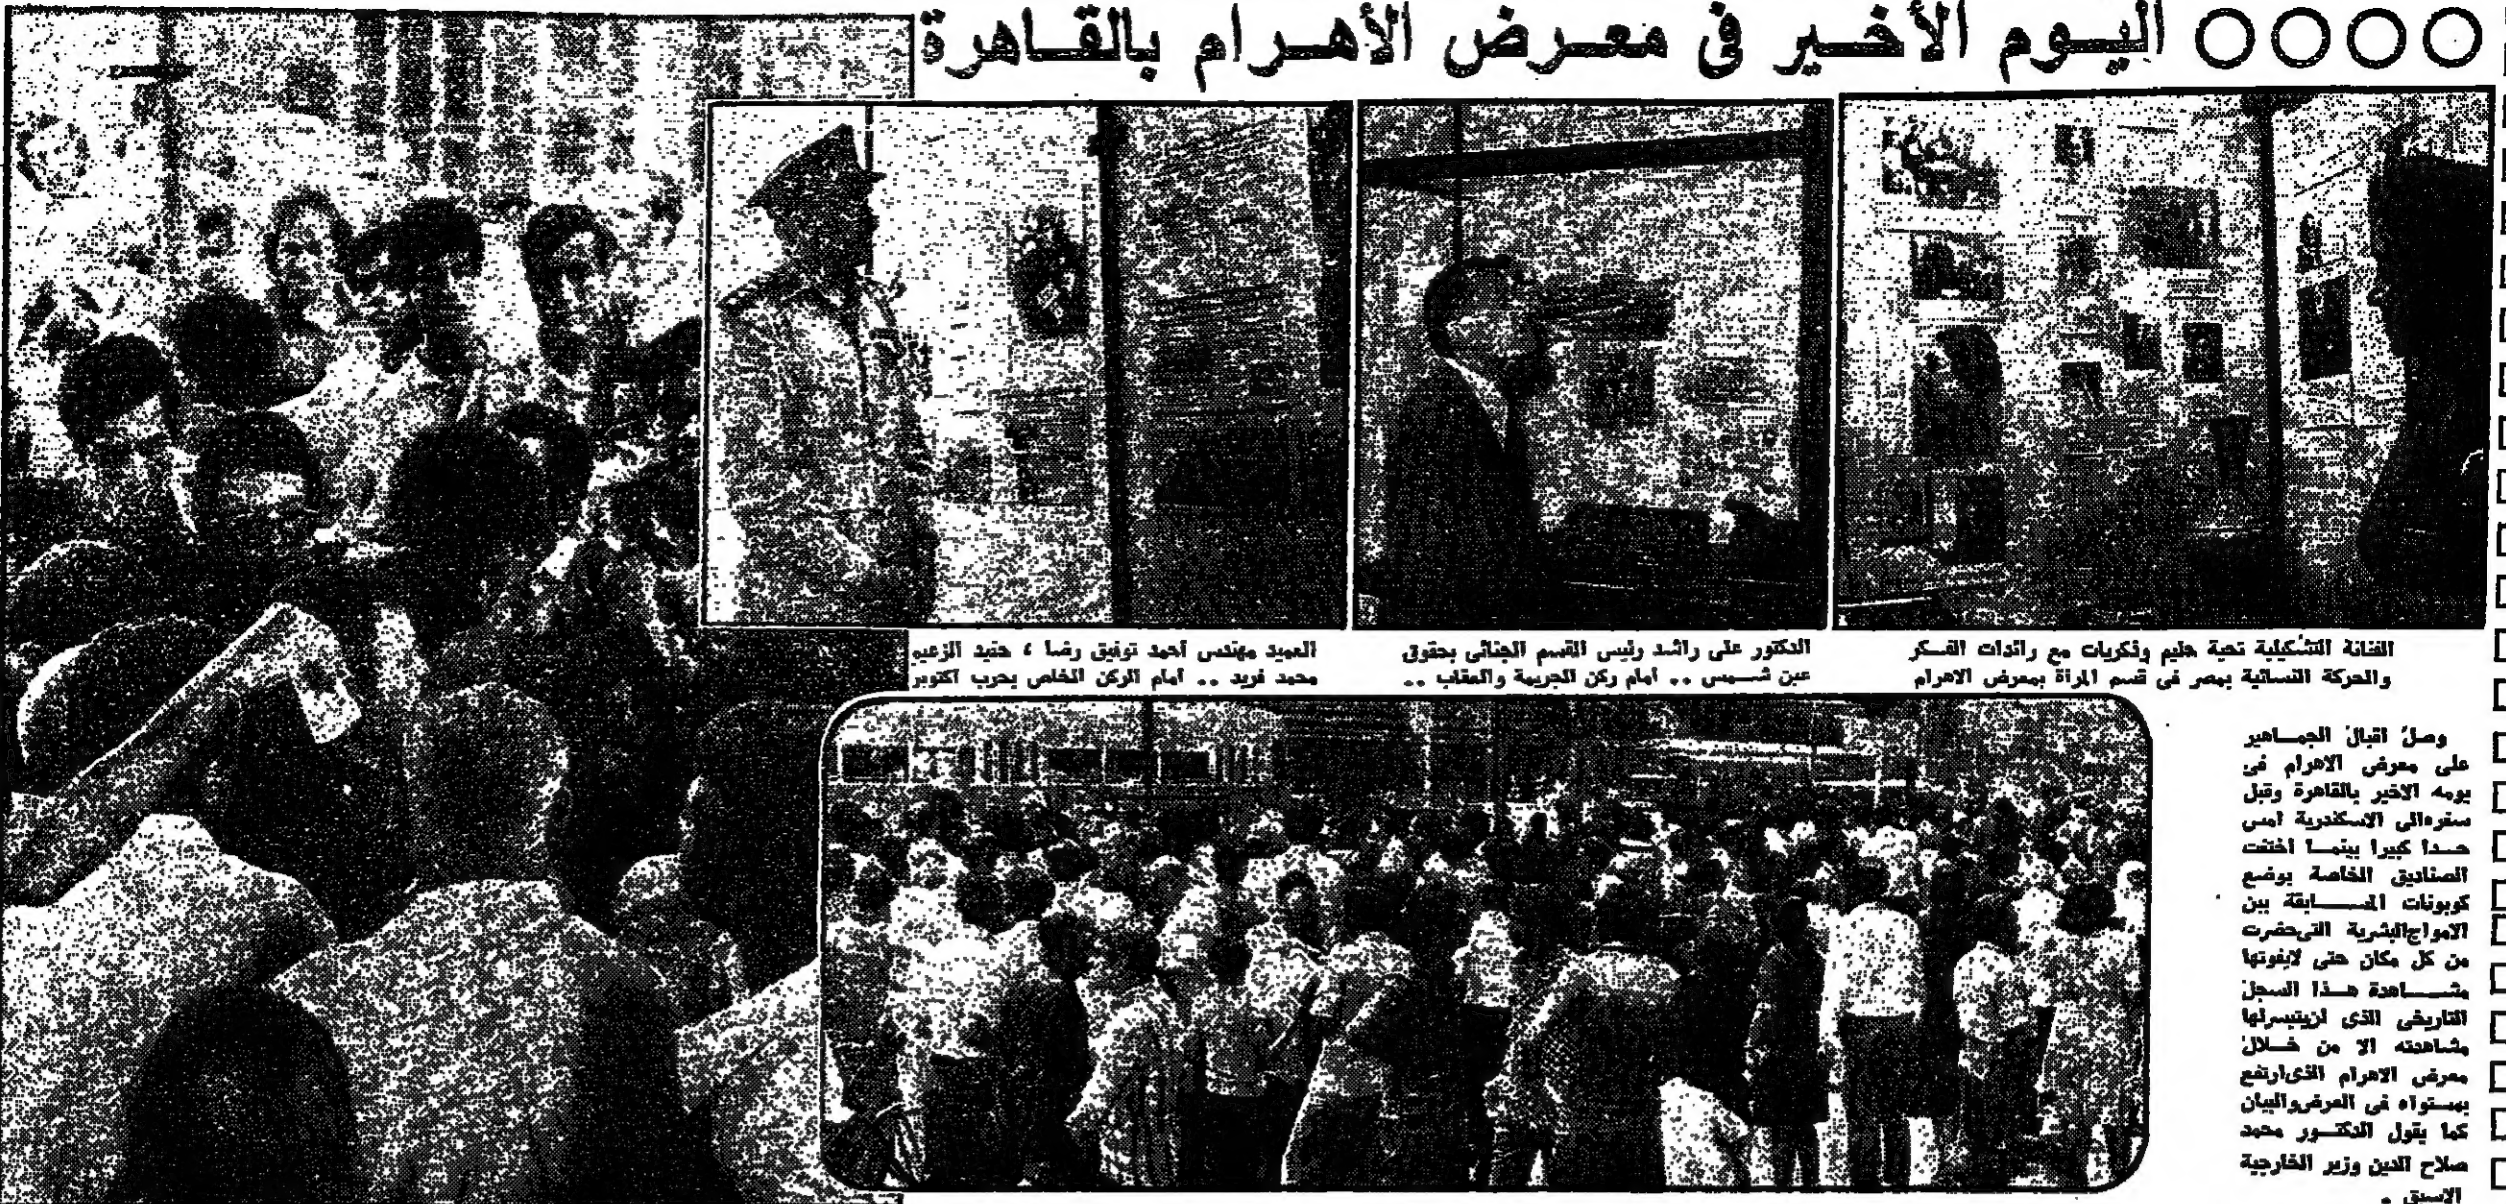 اليوم الأخير فى معرض الأهرام بالقاهرة
الفنانة التشكيلية تحية حليم وذكريات مع رائدات الفكر
والحركة النسائية بمصر فى قسم المرأة بمعرض الاهرام
الدكتور على راشد رئيس القسم الجنائى بحقوق
عين شمس .. أمام ركن الجريمة والعقاب ..
العميد مهندس أحمد توفيق رضا ، حفيد الزعيم
محمد فريد .. أمام الركن الخاص بحرب اكتوبر
وصل اقبال الجماهير
على معرض الاهرام فى
يومه الاخير بالقاهرة وقبل
سفره الى الاسكندرية امس
حدا كبيرا بينما اختفت
الصناديق الخاصة بوضع
كوبونات المسابقة بين
الامواج البشرية التى حضرت
من كل مكان حتى لايفوتها
مشاهدة هذا السجل
التاريخى الذى لن يتيسر لها
مشاهدته الا من خلال
معرض الاهرام الذى ارتفع
بمستواه فى العرض والبيان
كما يقول الدكتور محمد
صلاح الدين وزير الخارجية
الاسبق .